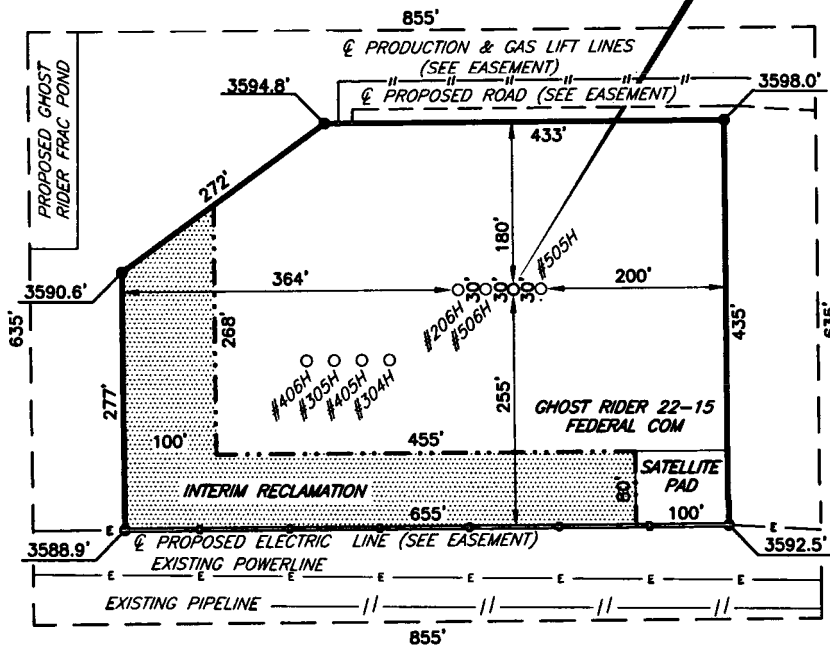 855'
℄ PRODUCTION & GAS LIFT LINES
(SEE EASEMENT)
℄ PROPOSED ROAD (SEE EASEMENT)
3594.8'
3598.0'
433'
PROPOSED GHOST
RIDER FRAC POND
272'
180'
#505H
364'
30'
30'
30'
200'
3590.6'
#206H
#506H
635'
635'
268'
435'
277'
#406H
#305H
#405H
#304H
255'
GHOST RIDER 22-15
FEDERAL COM
100'
455'
SATELLITE
PAD
INTERIM RECLAMATION
80'
655'
100'
E
E
3588.9'
℄ PROPOSED ELECTRIC LINE (SEE EASEMENT)
3592.5'
EXISTING POWERLINE
E E E E E E
EXISTING PIPELINE
855'